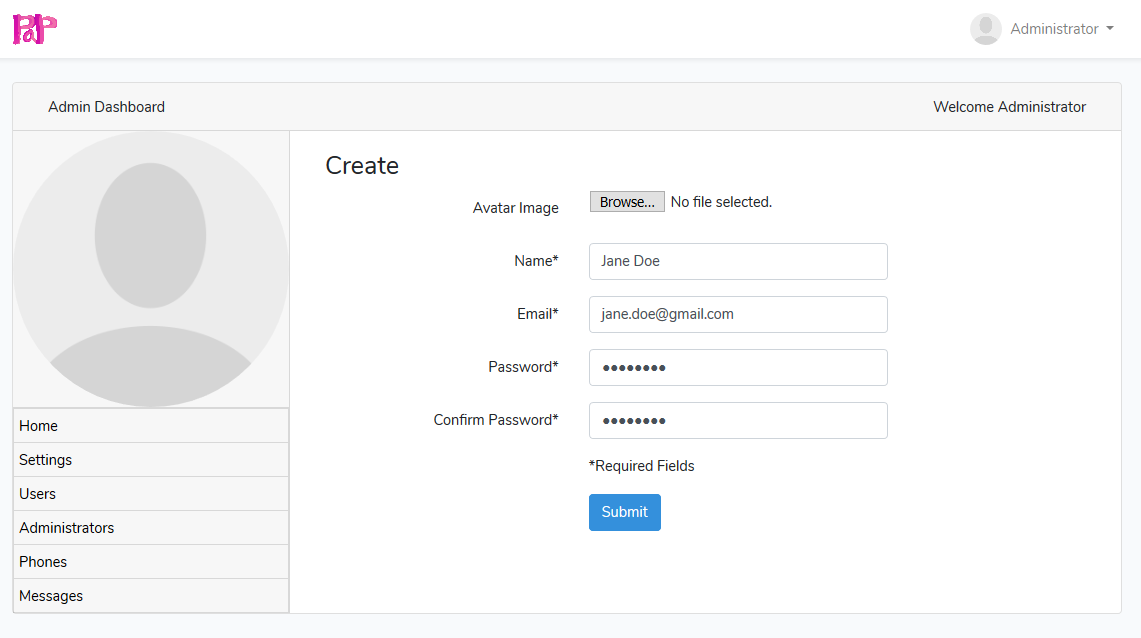 PaP
Administrator
Admin Dashboard
Welcome Administrator
Create
Avatar Image
Browse... No file selected.
Name*
Jane Doe
Email*
jane.doe@gmail.com
Password*
••••••••
Confirm Password*
••••••••
*Required Fields
Submit
Home
Settings
Users
Administrators
Phones
Messages